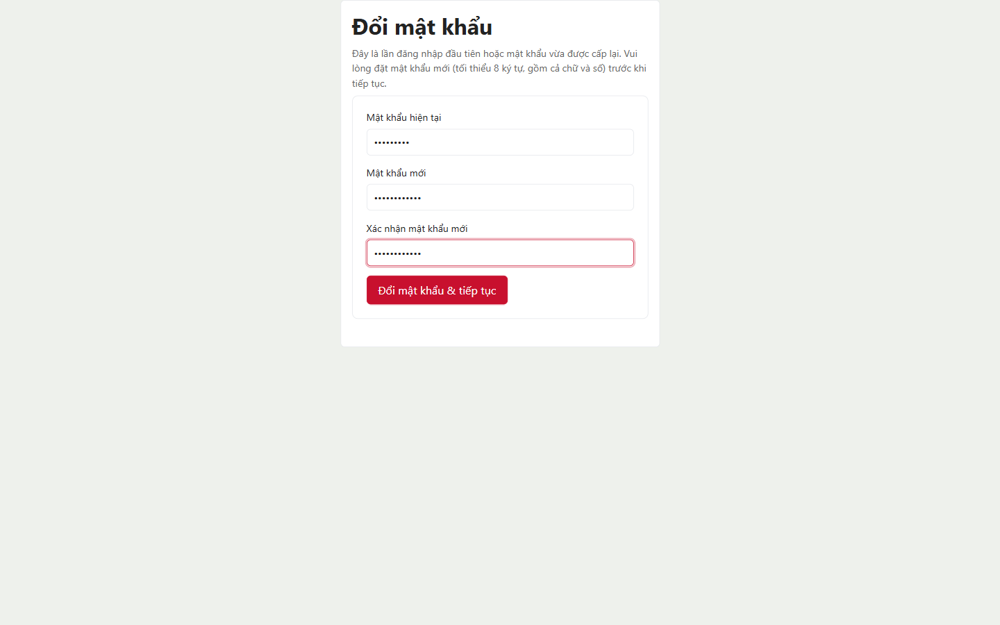 Đổi mật khẩu
Đây là lần đăng nhập đầu tiên hoặc mật khẩu vừa được cấp lại. Vui
lòng đặt mật khẩu mới (tối thiểu 8 ký tự, gồm cả chữ và số) trước khi
tiếp tục.
Mật khẩu hiện tại
•••••••••
Mật khẩu mới
••••••••••••
Xác nhận mật khẩu mới
••••••••••••
Đổi mật khẩu & tiếp tục